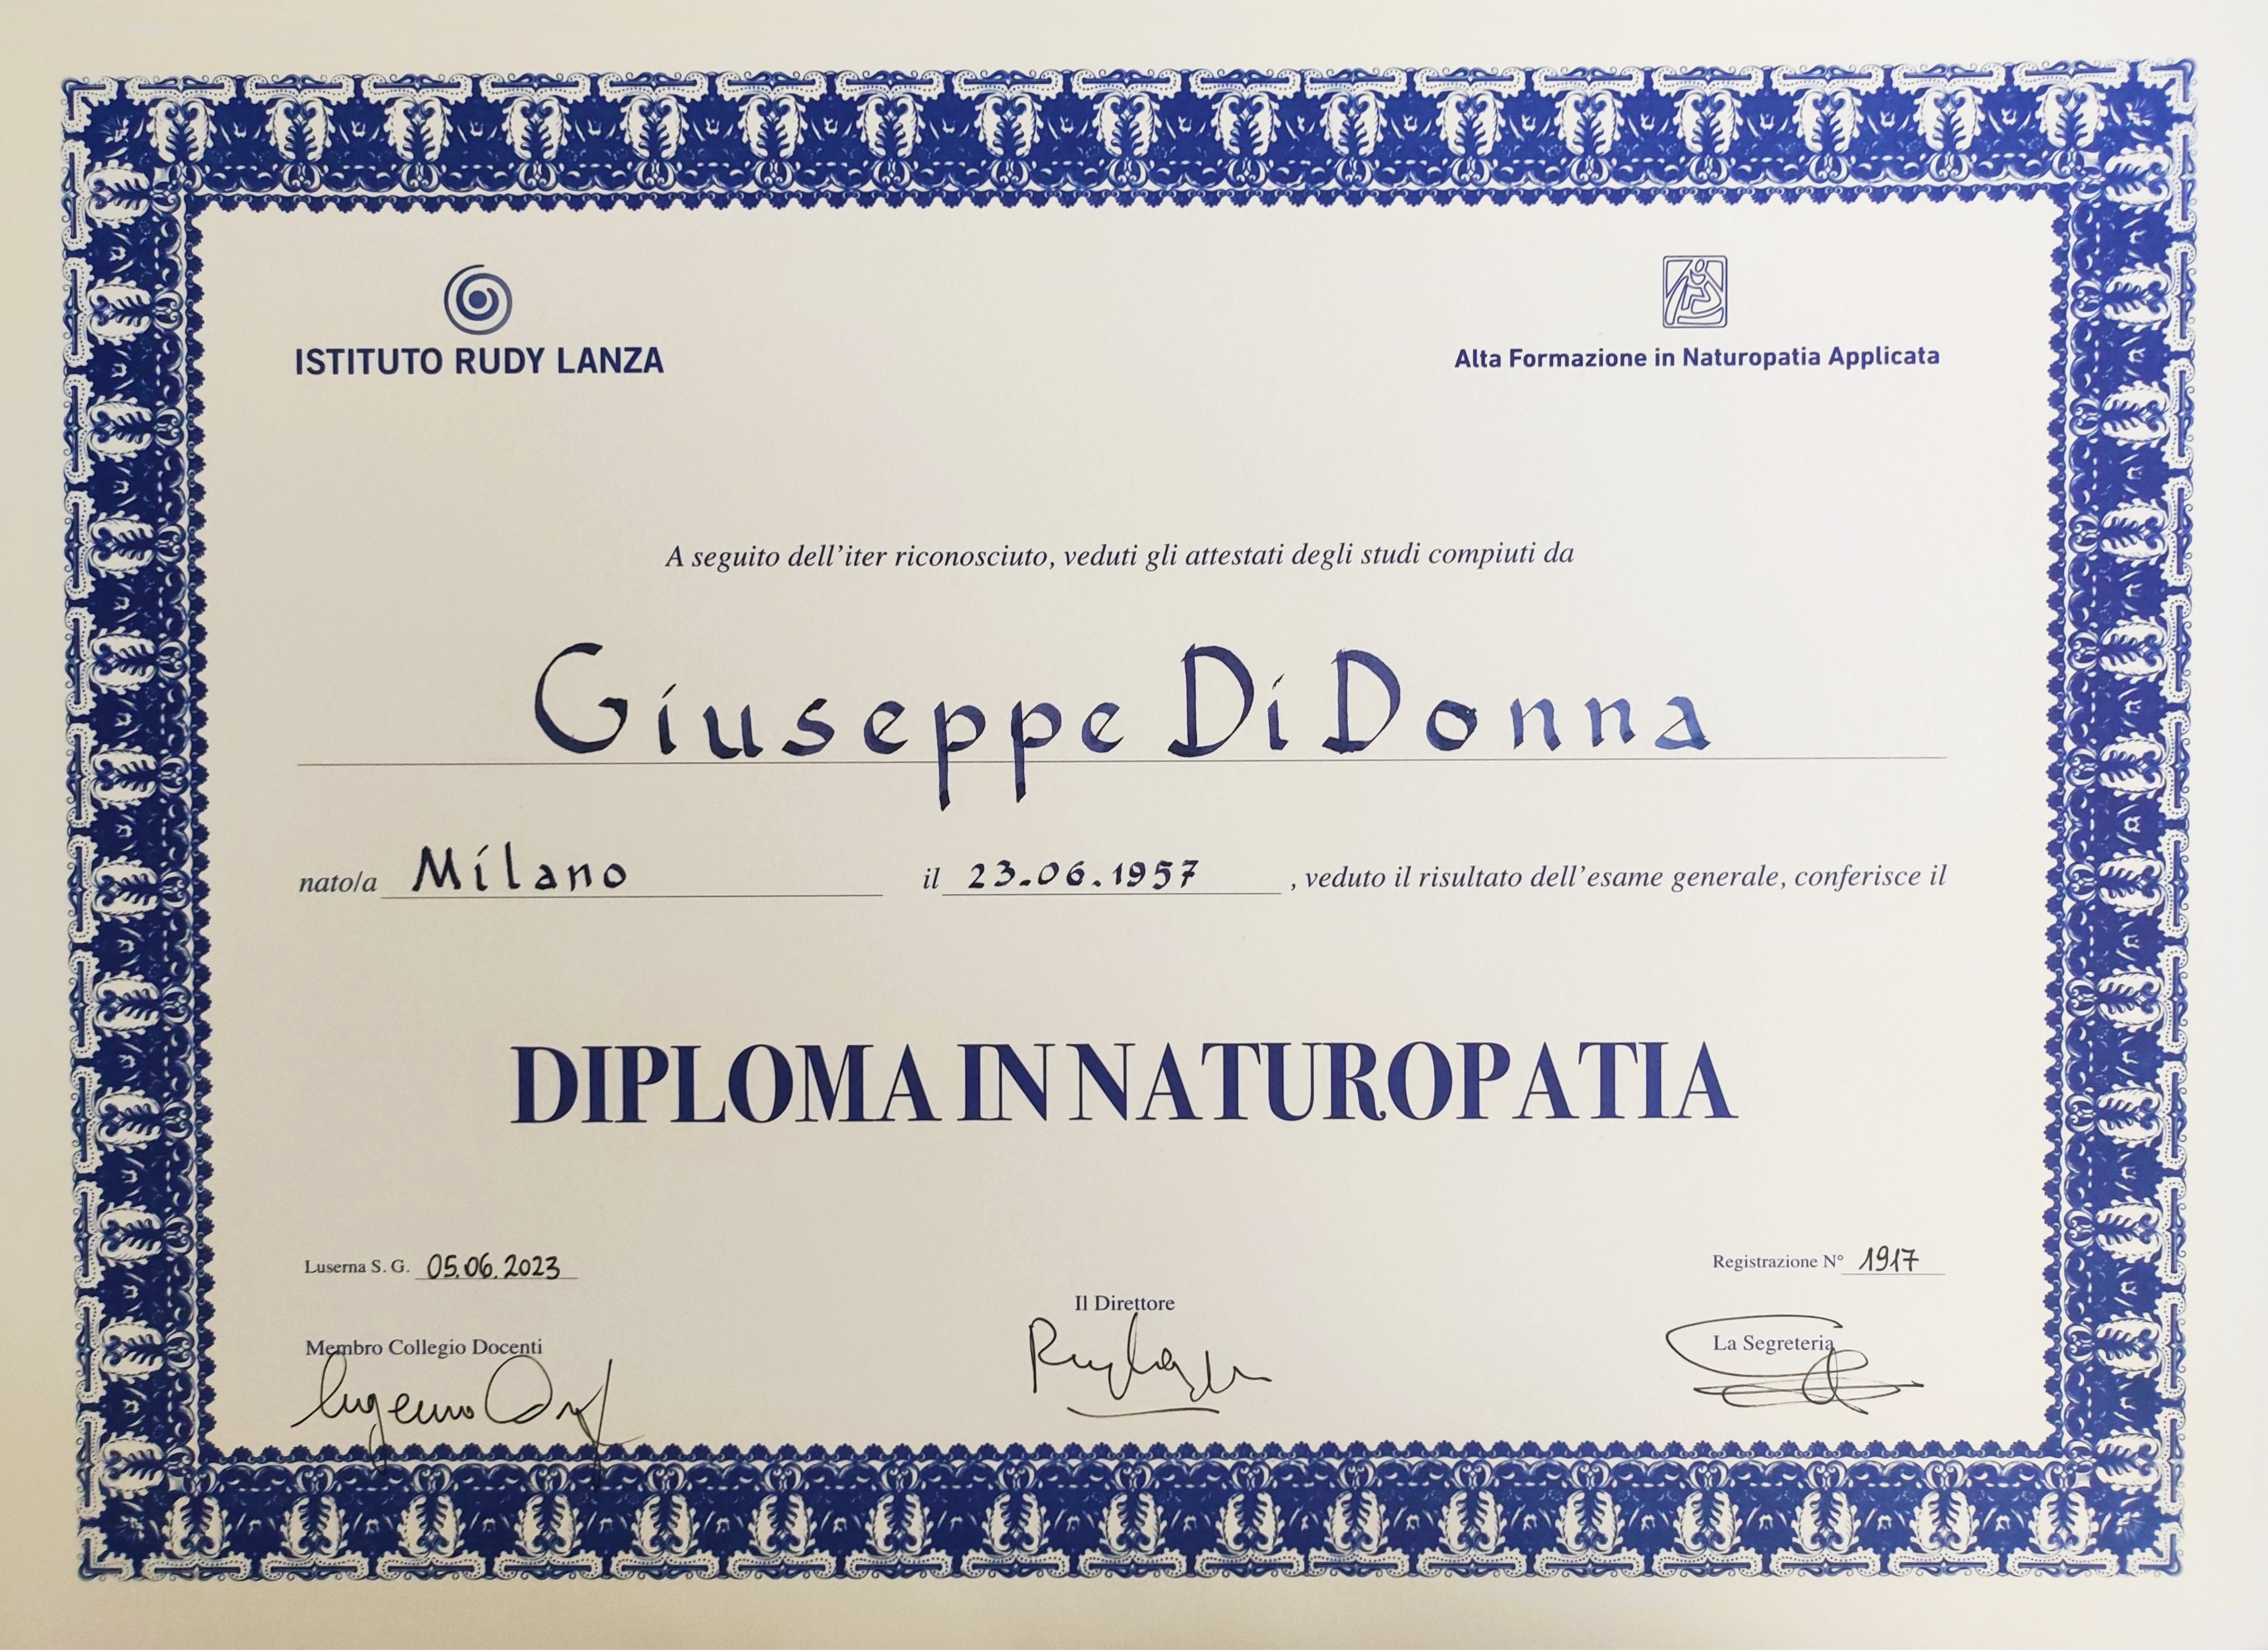 ISTITUTO RUDY LANZA
Alta Formazione in Naturopatia Applicata
A seguito dell'iter riconosciuto, veduti gli attestati degli studi compiuti da
Giuseppe Di Donna
nato/a Milano il 23.06.1957, veduto il risultato dell'esame generale, conferisce il
DIPLOMA IN NATUROPATIA
Luserna S. G. 05.06.2023
Registrazione N° 1917
Il Direttore
Membro Collegio Docenti
La Segreteria